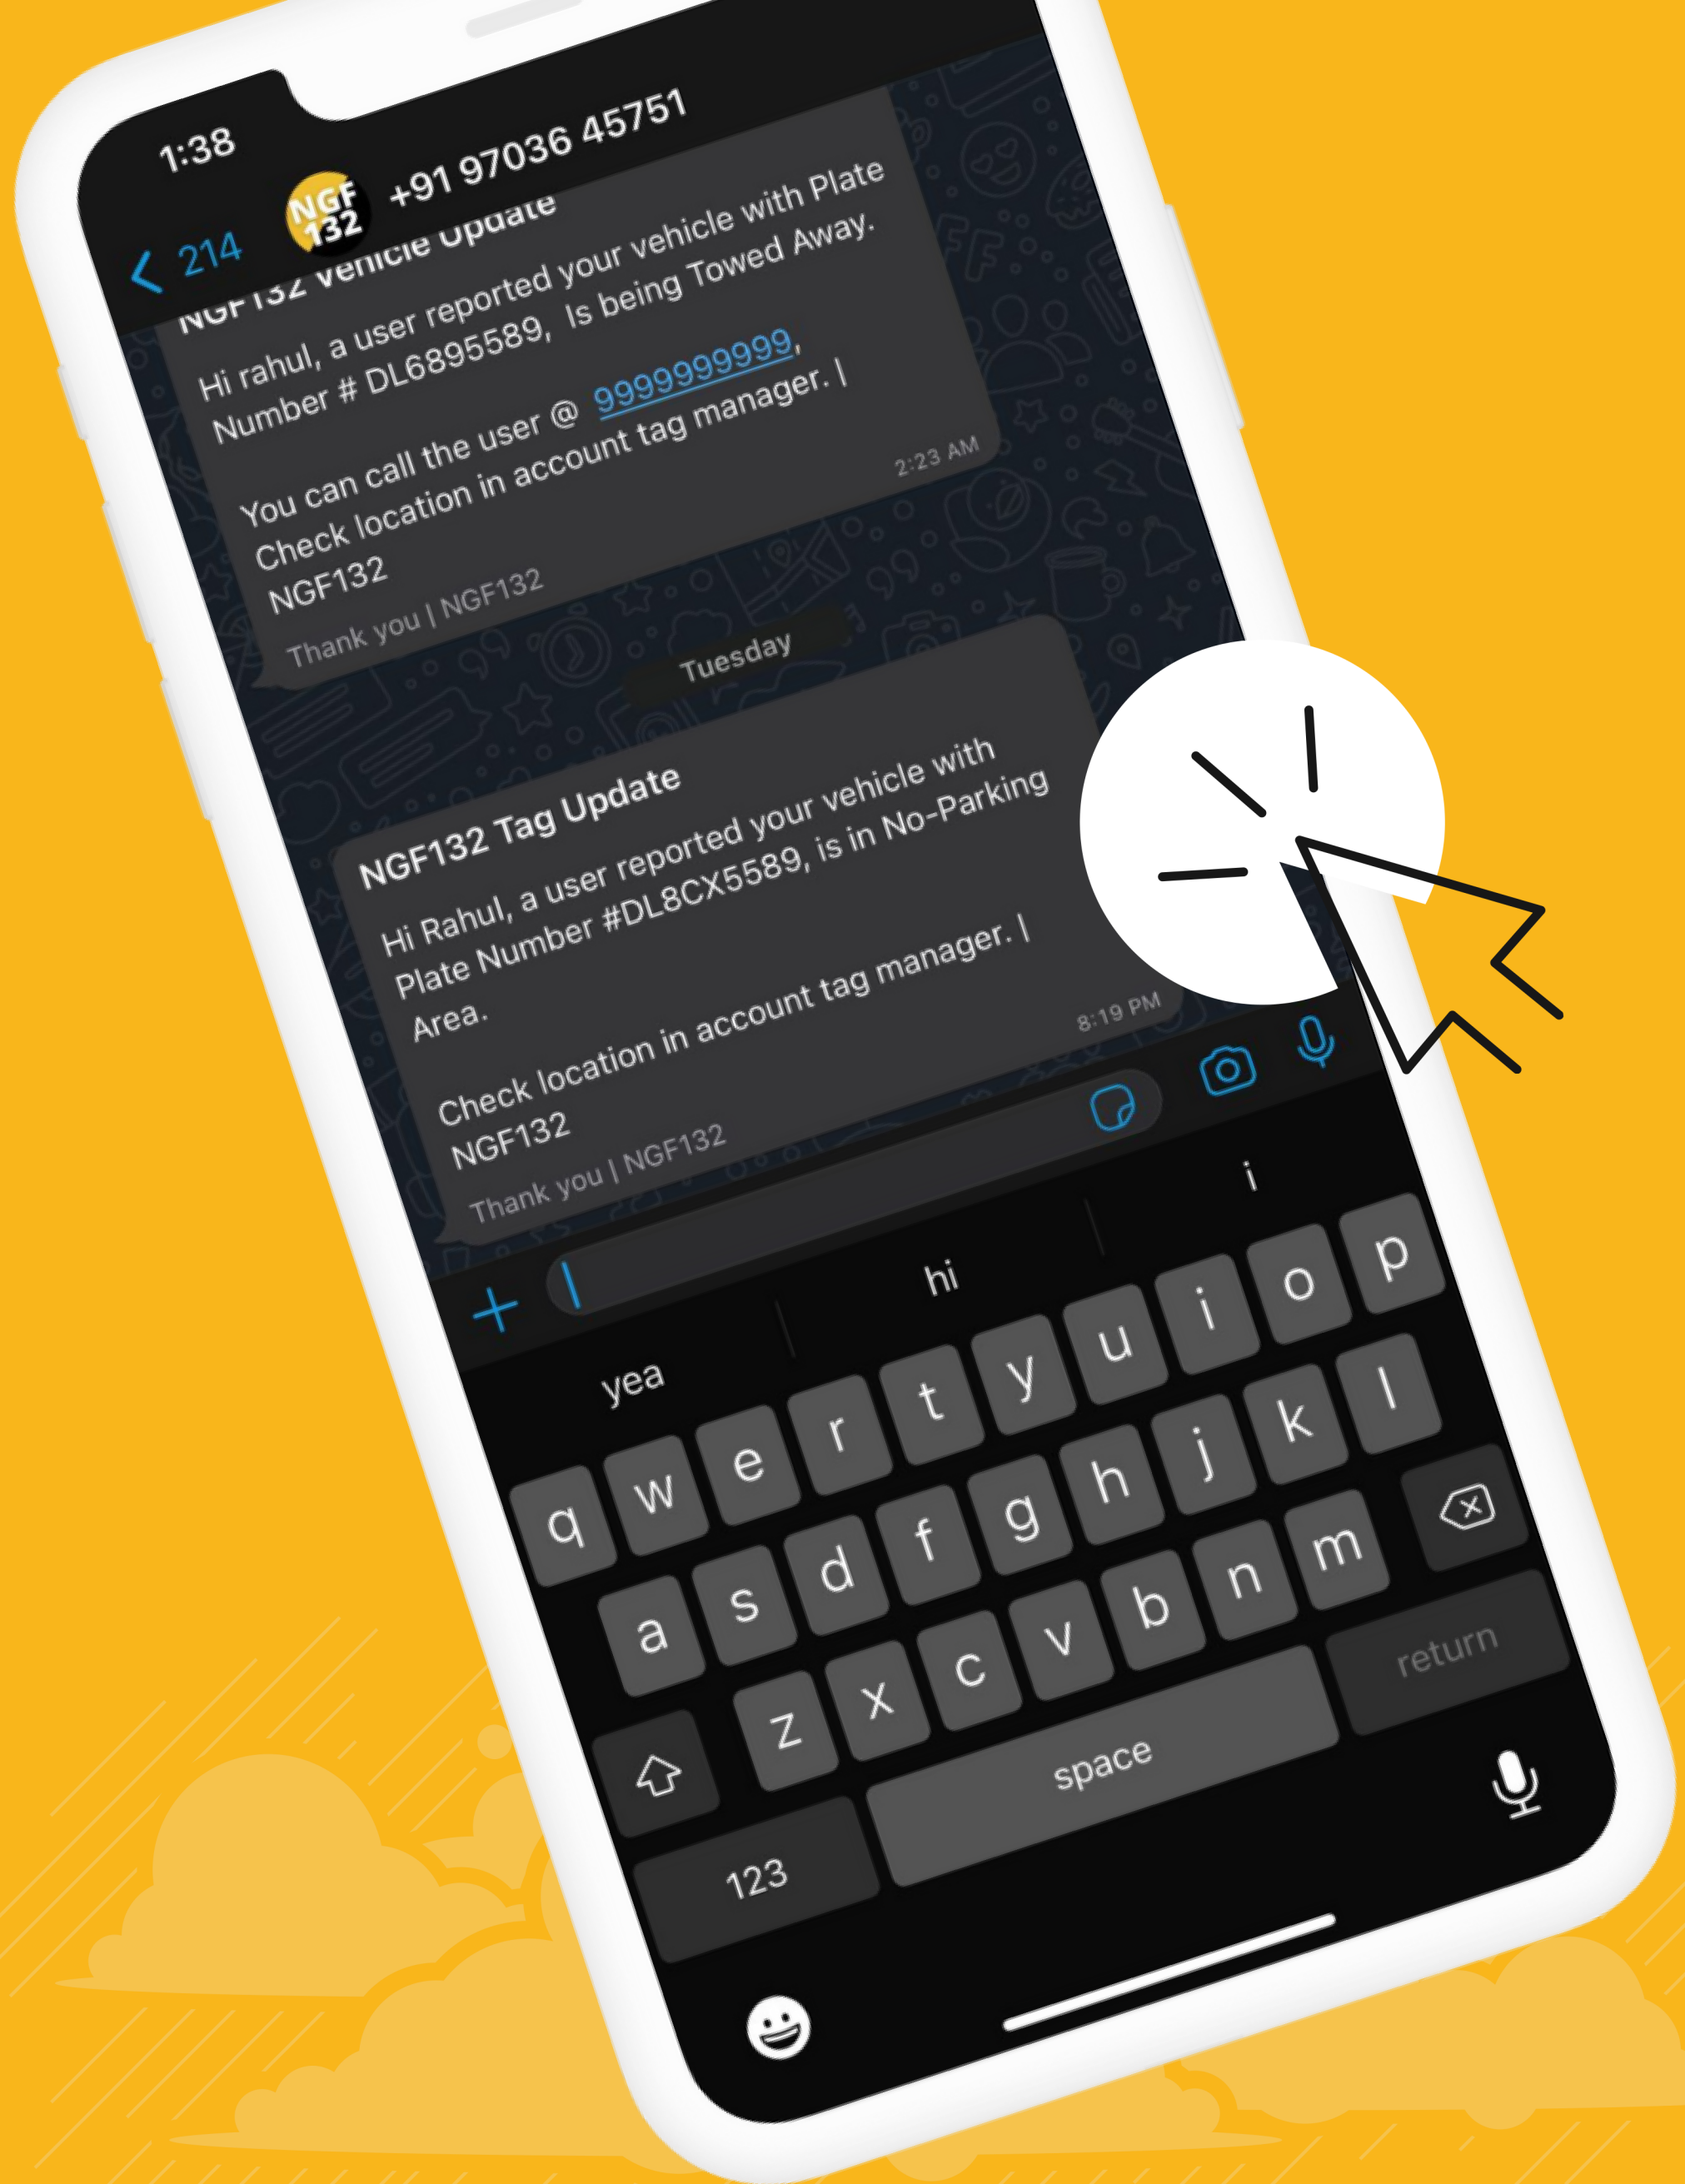 1:38
< 214
NGF
132
+91 97036 45751
NGF132 Vehicle Update
Hi rahul, a user reported your vehicle with Plate
Number # DL6895589,  Is being Towed Away.
You can call the user @  9999999999,
Check location in account tag manager. |
NGF132
Thank you | NGF132
2:23 AM
Tuesday
NGF132 Tag Update
Hi Rahul, a user reported your vehicle with
Plate Number #DL8CX5589, is in No-Parking
Area.
Check location in account tag manager. |
NGF132
Thank you | NGF132
8:19 PM
yea
hi
i
q w e r t y u i o p
a s d f g h j k l
z x c v b n m
123
space
return